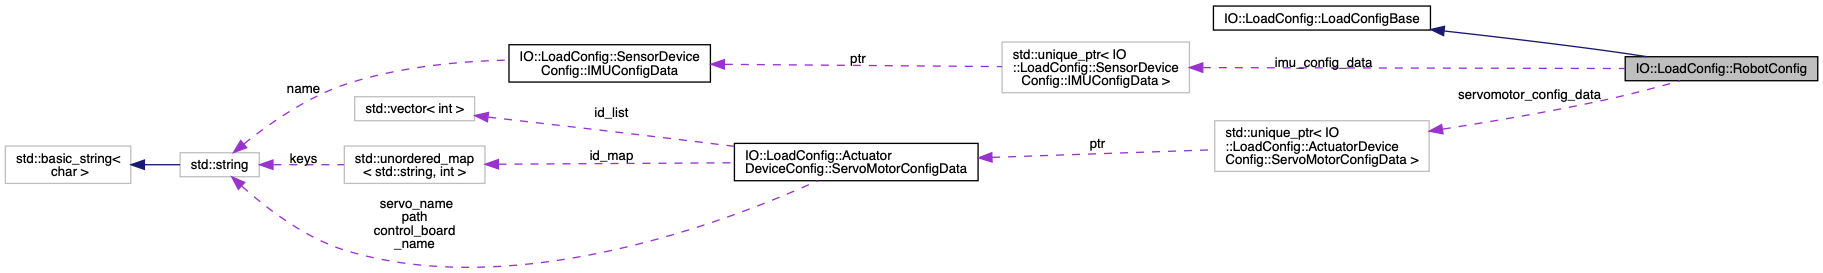 IO::LoadConfig::LoadConfigBase
IO::LoadConfig::SensorDevice
Config::IMUConfigData
ptr
std::unique_ptr< IO
::LoadConfig::SensorDevice
Config::IMUConfigData >
imu_config_data
IO::LoadConfig::RobotConfig
name
std::vector< int >
id_list
servomotor_config_data
std::basic_string<
char >
std::string
keys
std::unordered_map
< std::string, int >
id_map
IO::LoadConfig::Actuator
DeviceConfig::ServoMotorConfigData
ptr
std::unique_ptr< IO
::LoadConfig::ActuatorDevice
Config::ServoMotorConfigData >
servo_name
path
control_board
_name